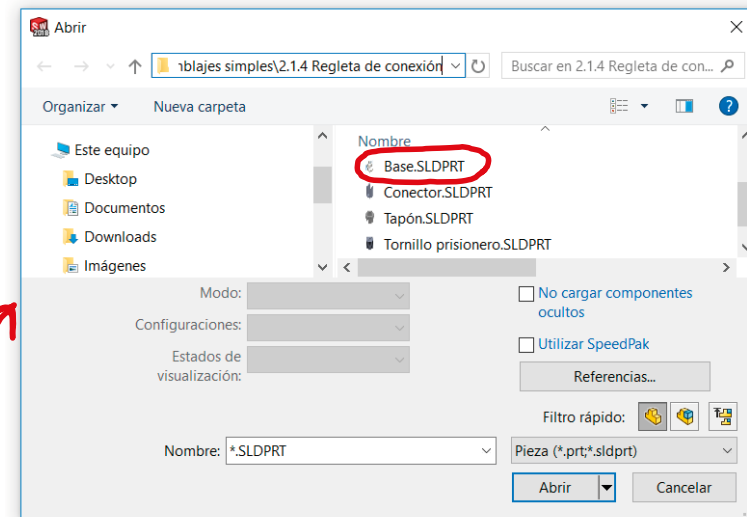 SW
2018
Abrir
nblajes simples\2.1.4 Regleta de conexión
Buscar en 2.1.4 Regleta de con...
Organizar
Nueva carpeta
?
Este equipo
Desktop
Documentos
Downloads
Imágenes
Nombre
Base.SLDPRT
Conector.SLDPRT
Tapón.SLDPRT
Tornillo prisionero.SLDPRT
Modo:
Configuraciones:
Estados de
visualización:
No cargar componentes
ocultos
Utilizar SpeedPak
Referencias...
Filtro rápido:
Nombre:
*.SLDPRT
Pieza (*.prt;*.sldprt)
Abrir
Cancelar